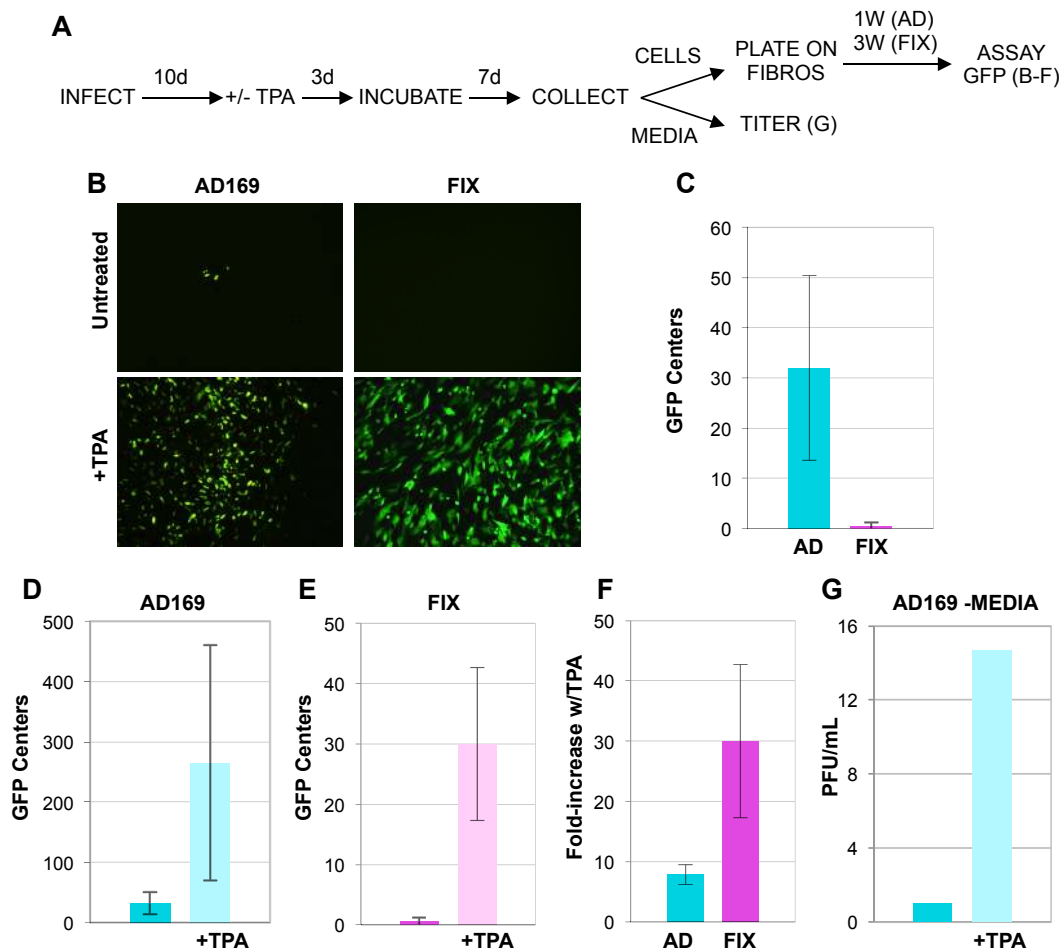 A
INFECT 10d +/- TPA 3d INCUBATE 7d COLLECT
CELLS
MEDIA
PLATE ON
FIBROS
TITER (G)
1W (AD)
3W (FIX)
ASSAY
GFP (B-F)
B
AD169 FIX
Untreated
+TPA
C
GFP Centers
60
50
40
30
20
10
0
AD FIX
D
AD169
GFP Centers
500
400
300
200
100
0
+TPA
E
FIX
GFP Centers
50
40
30
20
10
0
+TPA
F
Fold-increase w/TPA
50
40
30
20
10
0
AD FIX
G
AD169 -MEDIA
PFU/mL
16
12
8
4
0
+TPA